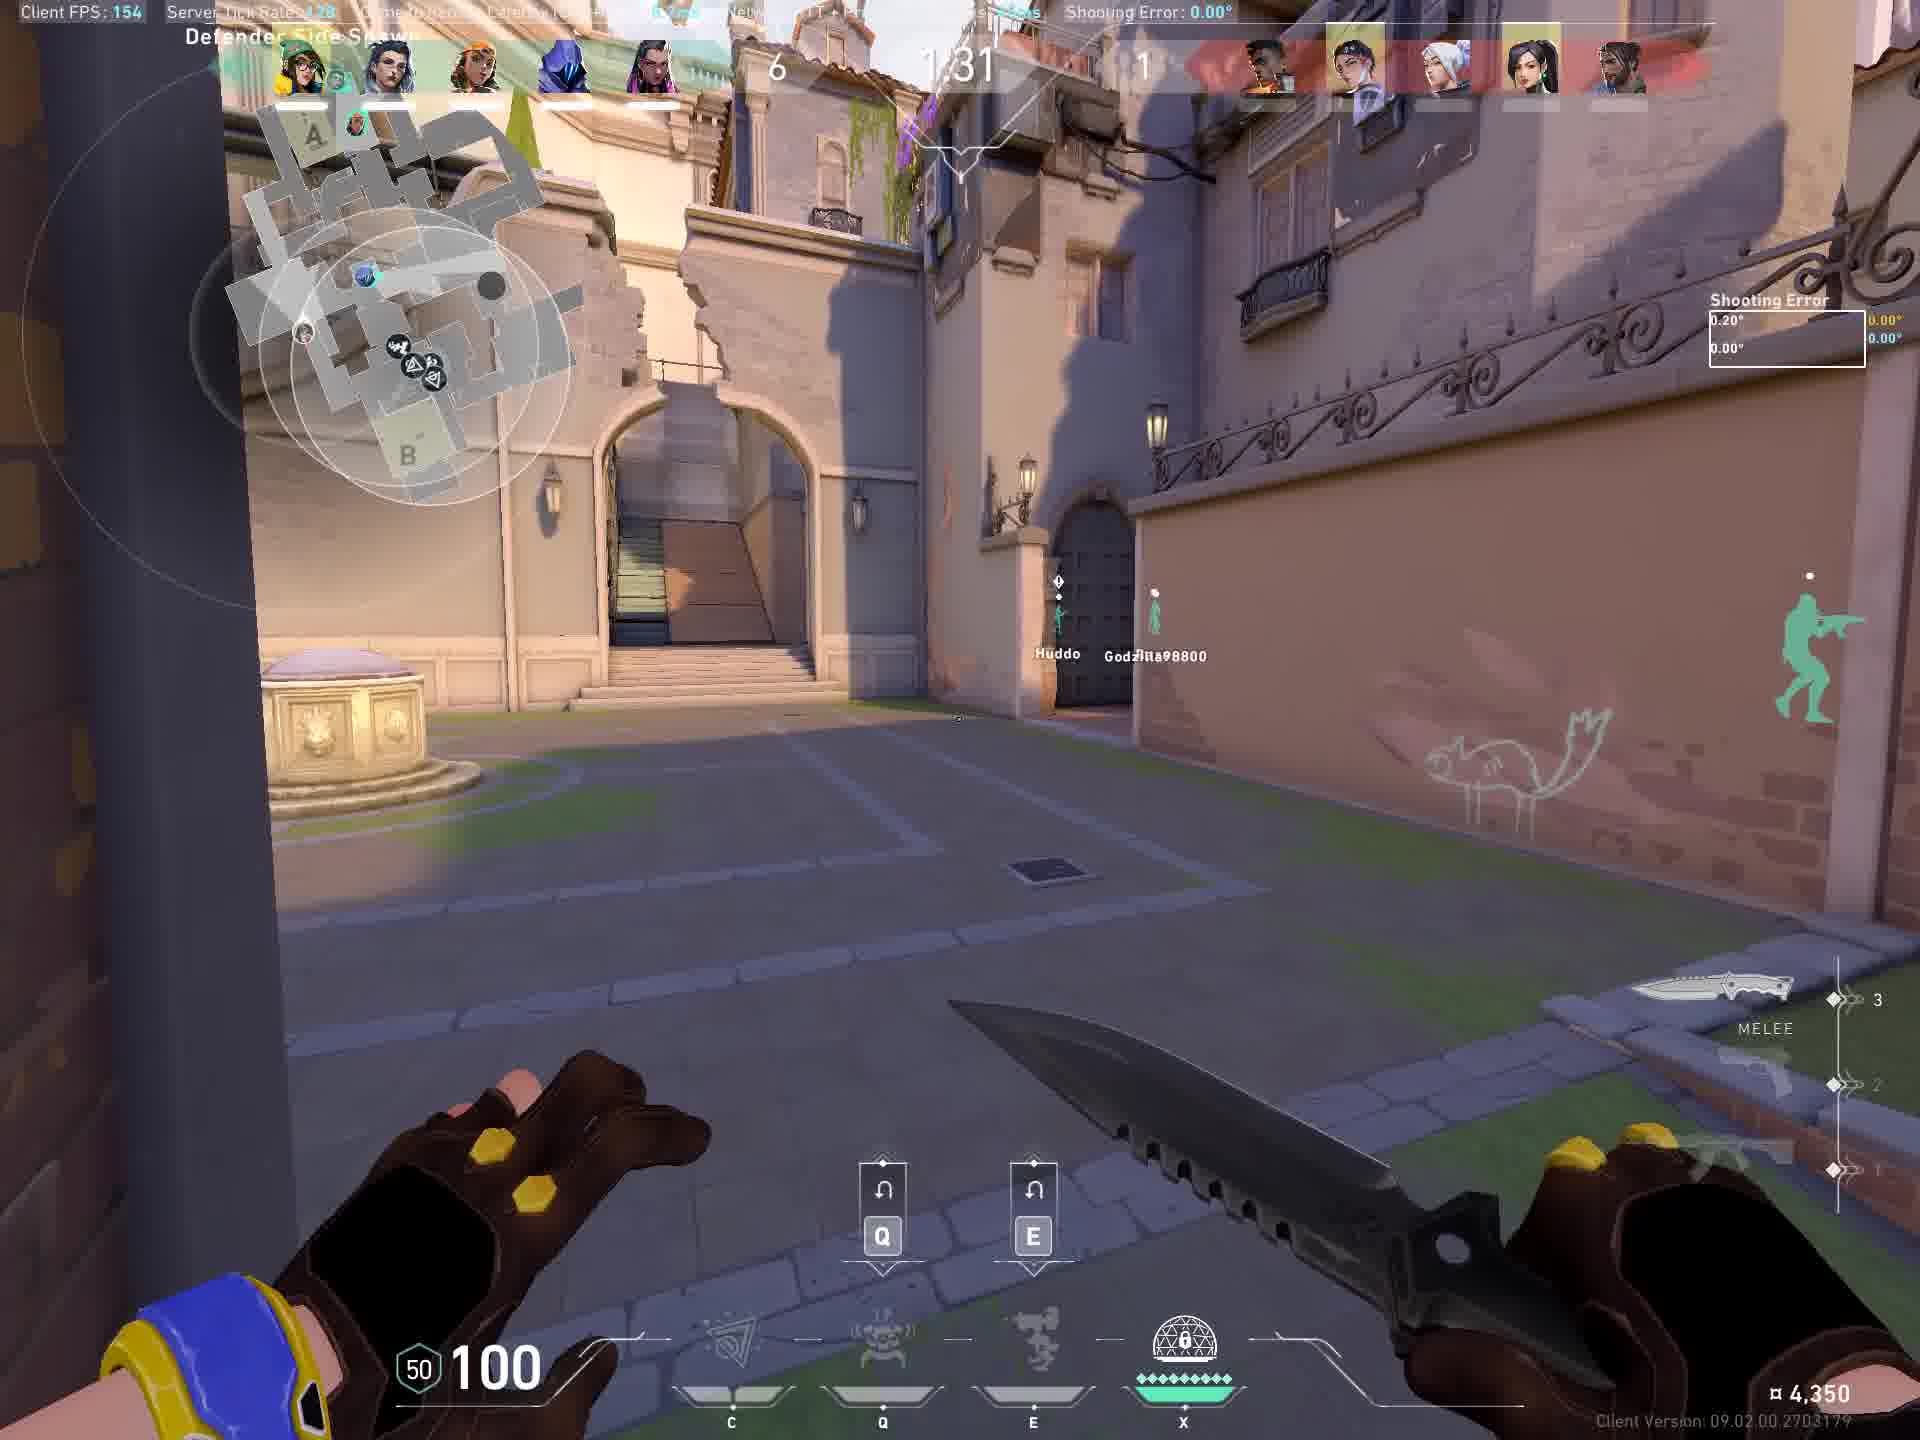 Client FPS: 154
Server Tick Rate: 128
Shooting Error: 0.00°
Defender Side Spawn
6
1:31
1
A
B
Shooting Error
0.20°
0.00°
0.00°
0.00°
Huddo
Godzilla98800
3
MELEE
2
1
Q
E
50
100
C
Q
E
X
¤ 4,350
Client Version: 09.02.00.2703179